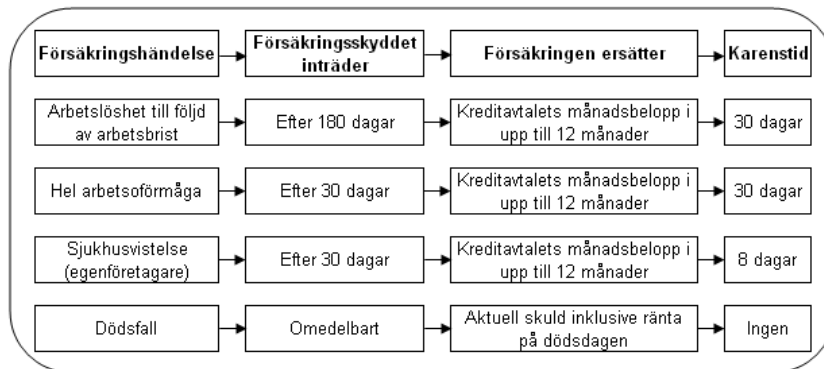 Försäkringshändelse
Försäkringsskyddet
inträder
Försäkringen ersätter
Karenstid
Arbetslöshet till följd
av arbetsbrist
Efter 180 dagar
Kreditavtalets månadsbelopp i
upp till 12 månader
30 dagar
Hel arbetsoförmåga
Efter 30 dagar
Kreditavtalets månadsbelopp i
upp till 12 månader
30 dagar
Sjukhusvistelse
(egenföretagare)
Efter 30 dagar
Kreditavtalets månadsbelopp i
upp till 12 månader
8 dagar
Dödsfall
Omedelbart
Aktuell skuld inklusive ränta
på dödsdagen
Ingen